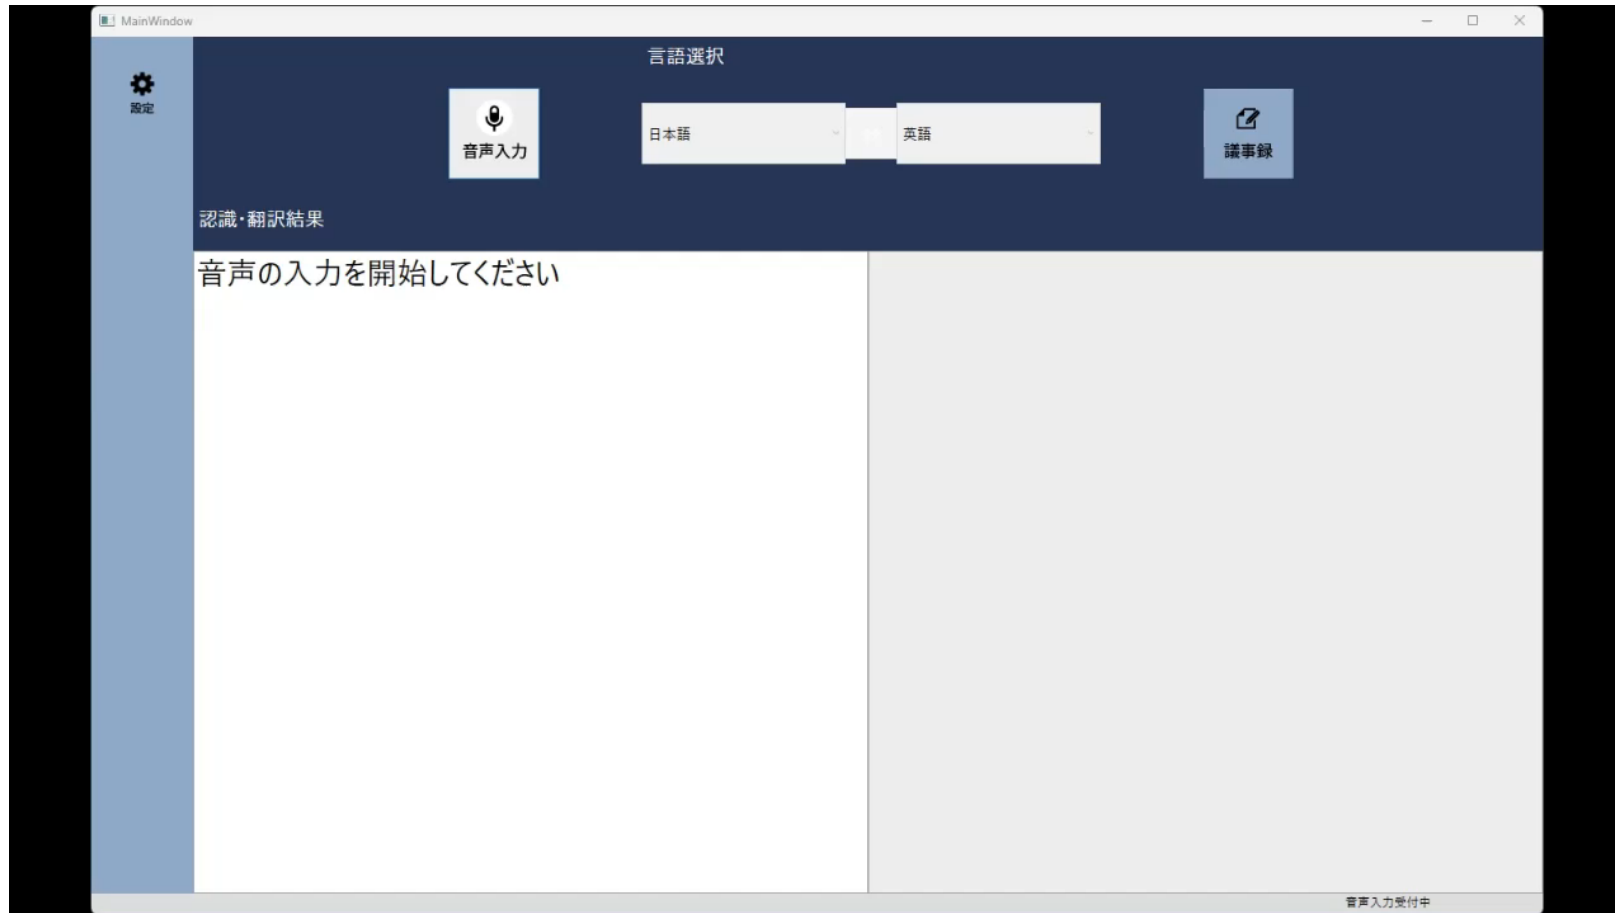 MainWindow
設定
言語選択
音声入力
日本語
英語
議事録
認識・翻訳結果
音声の入力を開始してください
音声入力受付中